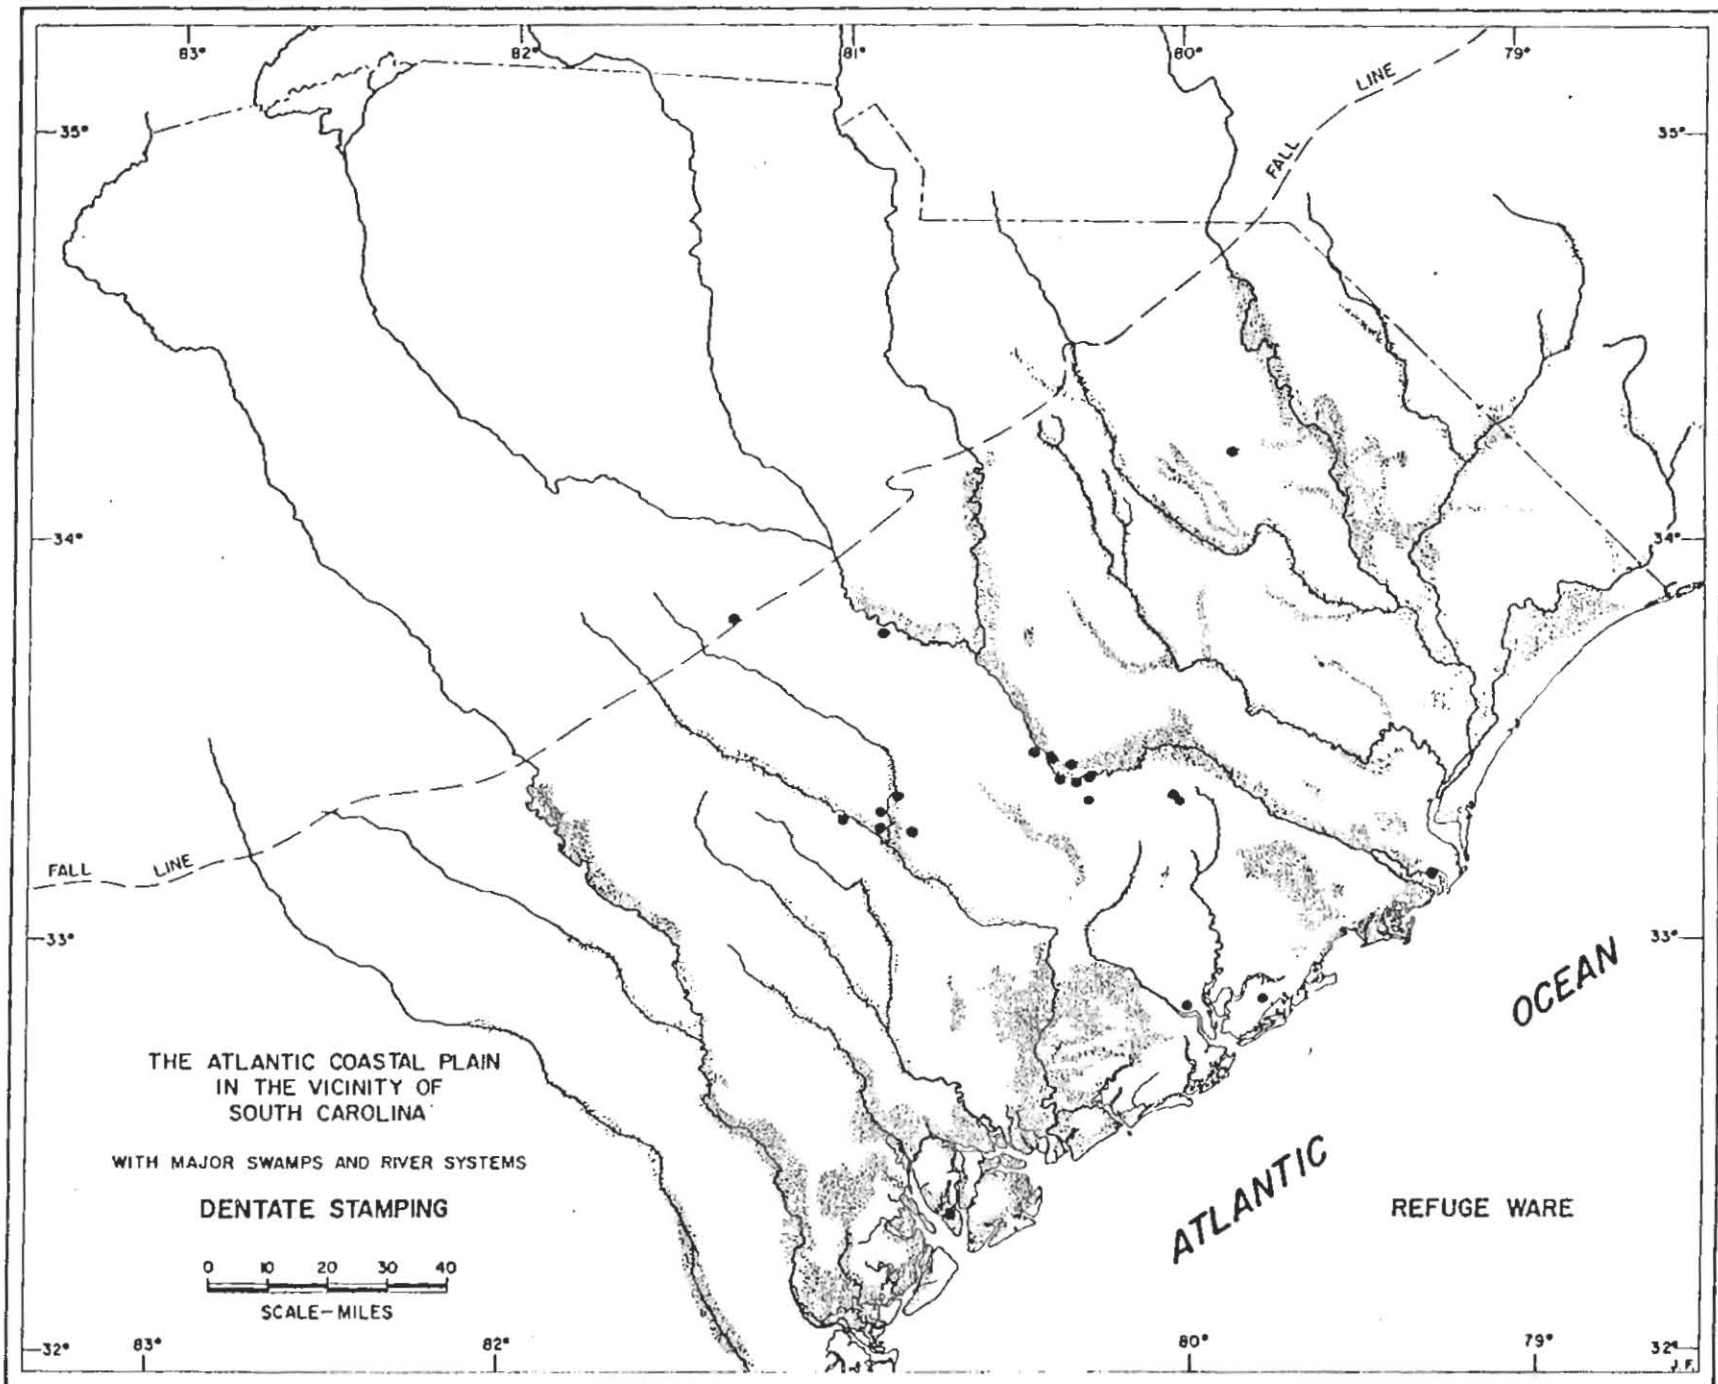 83° 82° 81° 80° 79°
LINE
35° 35°
FALL
34° 34°
FALL LINE
33° 33°
OCEAN
THE ATLANTIC COASTAL PLAIN
IN THE VICINITY OF
SOUTH CAROLINA
WITH MAJOR SWAMPS AND RIVER SYSTEMS
ATLANTIC
DENTATE STAMPING
REFUGE WARE
0 10 20 30 40
SCALE-MILES
32° 83° 82° 80° 79° 32°
J.F.